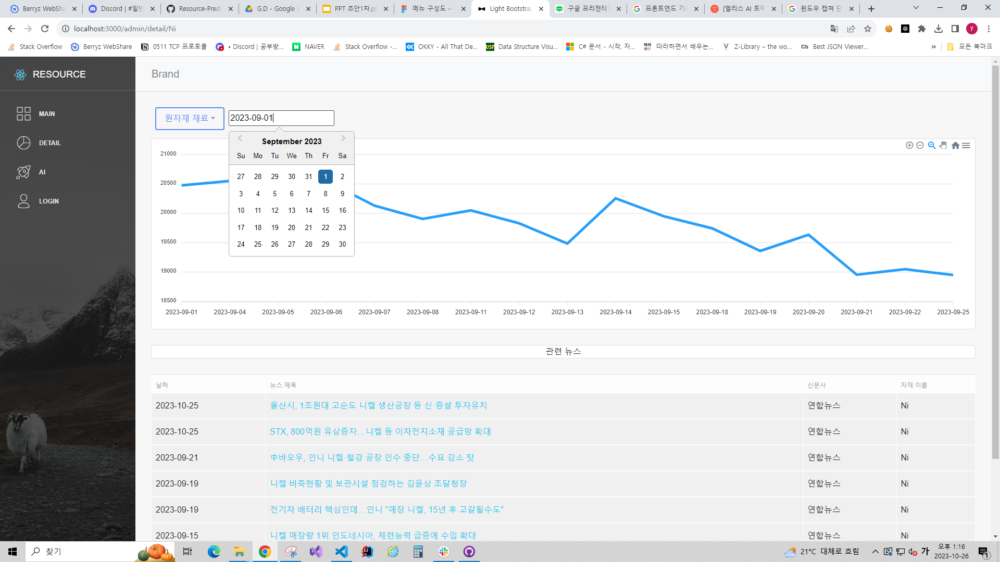 Berryz WebSha
Discord | #일반
Resource-Predi
G.D - Google D
PPT 초안1차.pp
메뉴 구성도 –
Light Bootstrap
구글 프리젠테이
프론트엔드 기
[엘리스 AI 트랙
윈도우 캡쳐 단
localhost:3000/admin/detail/Ni
y
Stack Overflow
Berryz WebShare
0511 TCP 프로토콜
• Discord | 공부방...
NAVER
Stack Overflow -...
OKKY - All That De...
Data Structure Visu...
C# 문서 - 시작, 자...
따라하면서 배우는...
Z-Library – the wo...
Best JSON Viewer...
»
모든 북마크
RESOURCE
MAIN
DETAIL
AI
LOGIN
Brand
원자재 재료
2023-09-01
September 2023
Su Mo Tu We Th Fr Sa
27 28 29 30 31 1 2
3 4 5 6 7 8 9
10 11 12 13 14 15 16
17 18 19 20 21 22 23
24 25 26 27 28 29 30
21000
20500
20000
19500
19000
18500
2023-09-01 2023-09-04 2023-09-05 2023-09-06 2023-09-07 2023-09-08 2023-09-11 2023-09-12 2023-09-13 2023-09-14 2023-09-15 2023-09-18 2023-09-19 2023-09-20 2023-09-21 2023-09-22 2023-09-25
관련 뉴스
날짜 뉴스 제목 신문사 자재 이름
2023-10-25 울산시, 1조원대 고순도 니켈 생산공장 등 신·증설 투자유치 연합뉴스 Ni
2023-10-25 STX, 800억원 유상증자...니켈 등 이차전지소재 공급망 확대 연합뉴스 Ni
2023-09-21 中바오우, 인니 니켈·철강 공장 인수 중단...수요 감소 탓 연합뉴스 Ni
2023-09-19 니켈 비축현황 및 보관시설 점검하는 김윤상 조달청장 연합뉴스 Ni
2023-09-19 전기차 배터리 핵심인데...인니 "매장 니켈, 15년 후 고갈될수도" 연합뉴스 Ni
2023-09-15 니켈 매장량 1위 인도네시아, 제련능력 급증에 수입 확대 연합뉴스 Ni
찾기
21°C 대체로 흐림
가
오후 1:16
2023-10-26
1